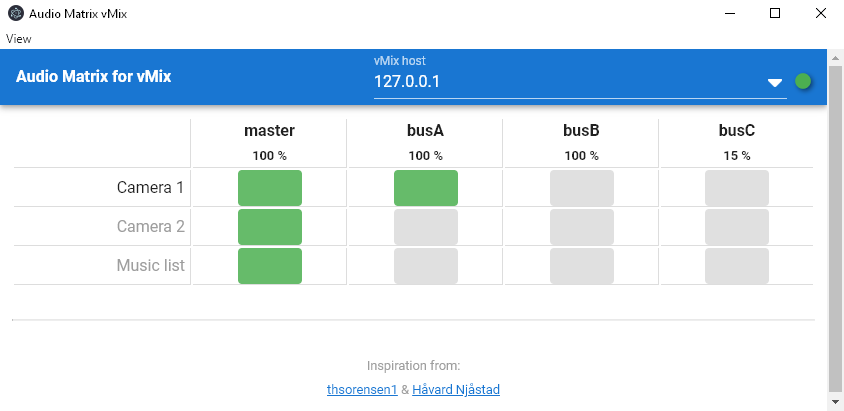 Audio Matrix vMix
View
Audio Matrix for vMix
vMix host
127.0.0.1
master busA busB busC
100 % 100 % 100 % 15 %
Camera 1
Camera 2
Music list
Inspiration from:
thsorensen1 & Håvard Njåstad